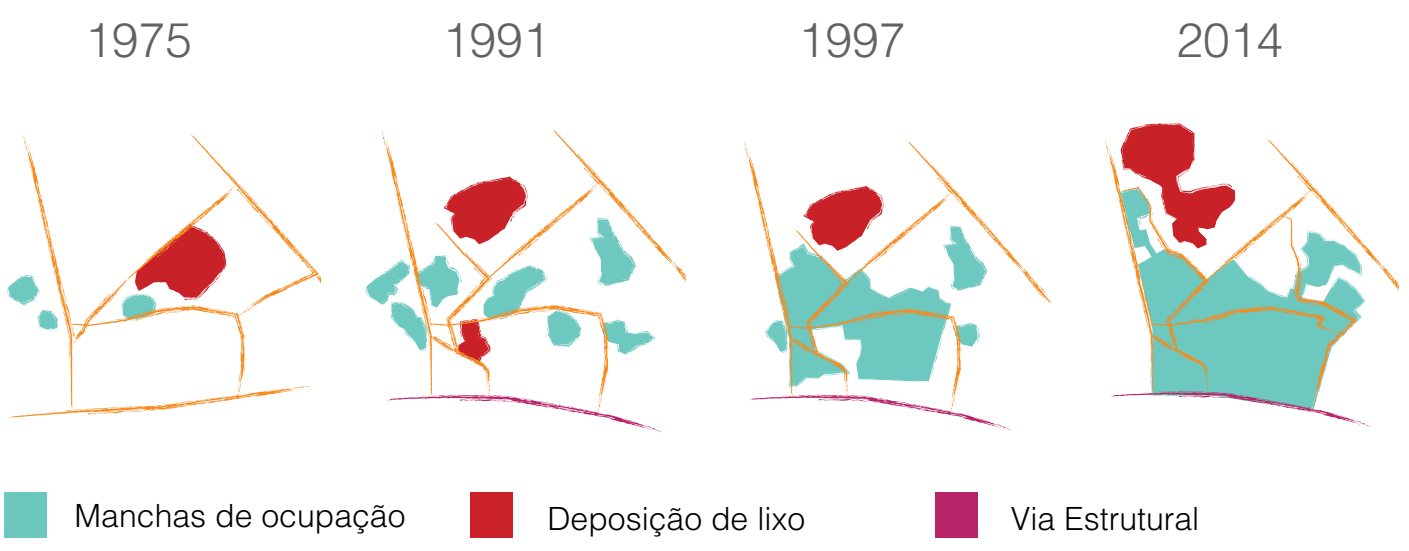 1975 1991 1997 2014
Manchas de ocupação Deposição de lixo Via Estrutural